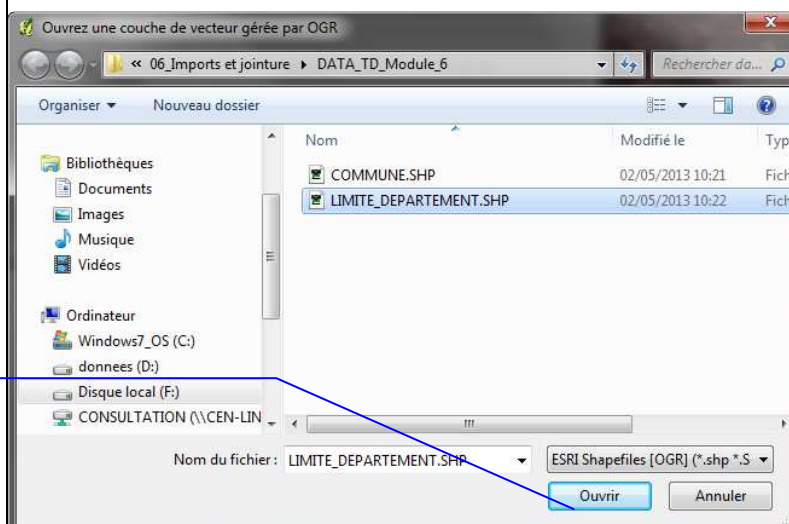 Ouvrez une couche de vecteur gérée par OGR
« 06_Imports et jointure ▸ DATA_TD_Module_6
Rechercher da...
Organiser ▾ Nouveau dossier
Nom Modifié le Typ
Bibliothèques
Documents
Images
Musique
Vidéos
Ordinateur
Windows7_OS (C:)
donnees (D:)
Disque local (F:)
CONSULTATION (\\CEN-LIN
COMMUNE.SHP 02/05/2013 10:21 Fich
LIMITE_DEPARTEMENT.SHP 02/05/2013 10:22 Fich
Nom du fichier : LIMITE_DEPARTEMENT.SHP
ESRI Shapefiles [OGR] (*.shp *.S
Ouvrir Annuler